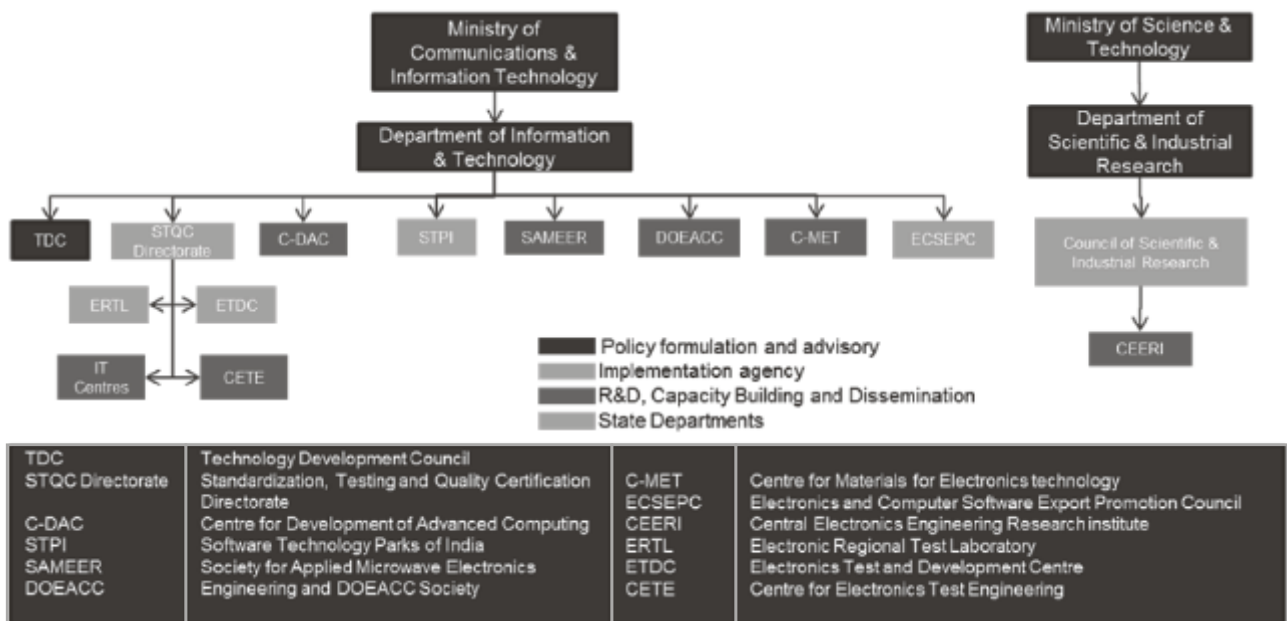 Ministry of
Communications &
Information Technology
Ministry of Science &
Technology
Department of Information
& Technology
Department of
Scientific & Industrial
Research
TDC
STQC
Directorate
C-DAC
STPI
SAMEER
DOEACC
C-MET
ECSEPC
Council of Scientific &
Industrial Research
ERTL
ETDC
IT
Centres
CETE
CEERI
Policy formulation and advisory
Implementation agency
R&D, Capacity Building and Dissemination
State Departments
TDC Technology Development Council
STQC Directorate Standardization, Testing and Quality Certification
Directorate
C-DAC Centre for Development of Advanced Computing
STPI Software Technology Parks of India
SAMEER Society for Applied Microwave Electronics
DOEACC Engineering and DOEACC Society
C-MET Centre for Materials for Electronics technology
ECSEPC Electronics and Computer Software Export Promotion Council
CEERI Central Electronics Engineering Research institute
ERTL Electronic Regional Test Laboratory
ETDC Electronics Test and Development Centre
CETE Centre for Electronics Test Engineering